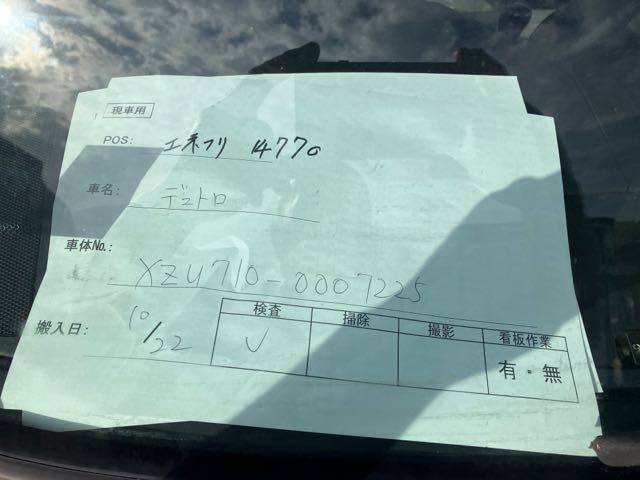 現車用
POS: エネフリ 14770
車名: デュトロ
車体No.: XZU710-0007225
搬入日: 10/22
検査 掃除 撮影 看板作業
✓ 有・無